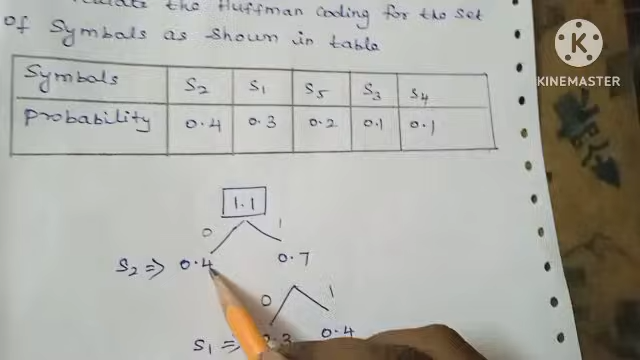 the Huffman coding for the set
of symbols as shown in table
Symbols S2 S1 S5 S3 S4
Probability 0.4 0.3 0.2 0.1 0.1
KINEMASTER
1.1
0 1
S2 => 0.4 0.7
0 1
S1 => 0.4